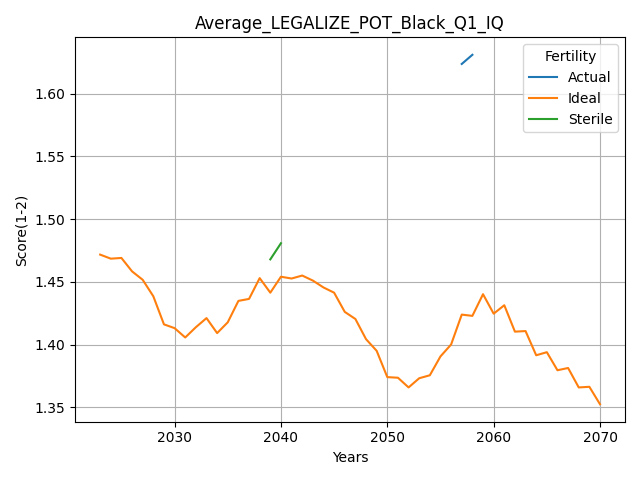 Average_LEGALIZE_POT_Black_Q1_IQ
Fertility
Actual
Ideal
Sterile
Score(1-2)
1.60
1.55
1.50
1.45
1.40
1.35
2030
2040
2050
2060
2070
Years